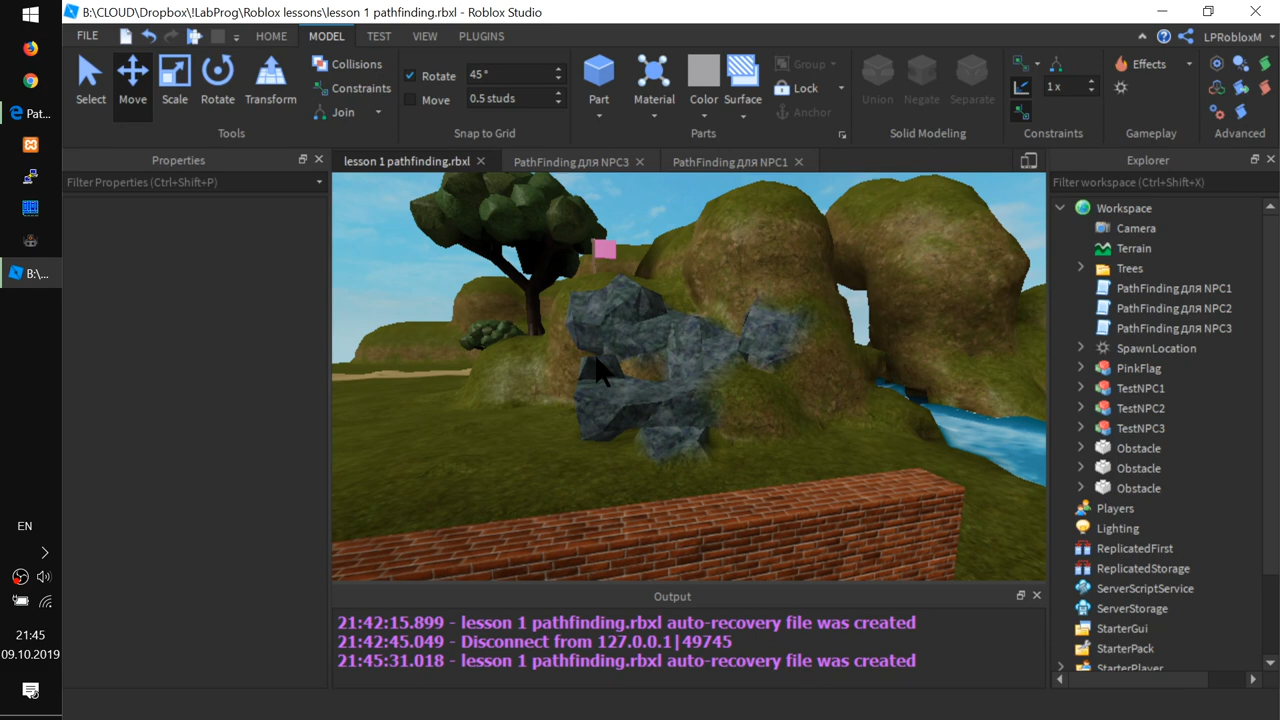 B:\CLOUD\Dropbox\!LabProg\Roblox lessons\lesson 1 pathfinding.rbxl - Roblox Studio
FILE HOME MODEL TEST VIEW PLUGINS LPRobloxM
Select Move Scale Rotate Transform
Collisions
Constraints
Join
Rotate 45°
Move 0.5 studs
Part Material Color Surface
Group
Lock
Anchor
Union Negate Separate
1 x
Effects
Tools Snap to Grid Parts Solid Modeling Constraints Gameplay Advanced
Properties
Filter Properties (Ctrl+Shift+P)
lesson 1 pathfinding.rbxl PathFinding для NPC3 PathFinding для NPC1
Explorer
Filter workspace (Ctrl+Shift+X)
Workspace
Camera
Terrain
Trees
PathFinding для NPC1
PathFinding для NPC2
PathFinding для NPC3
SpawnLocation
PinkFlag
TestNPC1
TestNPC2
TestNPC3
Obstacle
Obstacle
Obstacle
Players
Lighting
ReplicatedFirst
ReplicatedStorage
ServerScriptService
ServerStorage
StarterGui
StarterPack
StarterPlayer
Output
21:42:15.899 - lesson 1 pathfinding.rbxl auto-recovery file was created
21:42:45.049 - Disconnect from 127.0.0.1|49745
21:45:31.018 - lesson 1 pathfinding.rbxl auto-recovery file was created
Pat...
B:\...
EN
21:45
09.10.2019